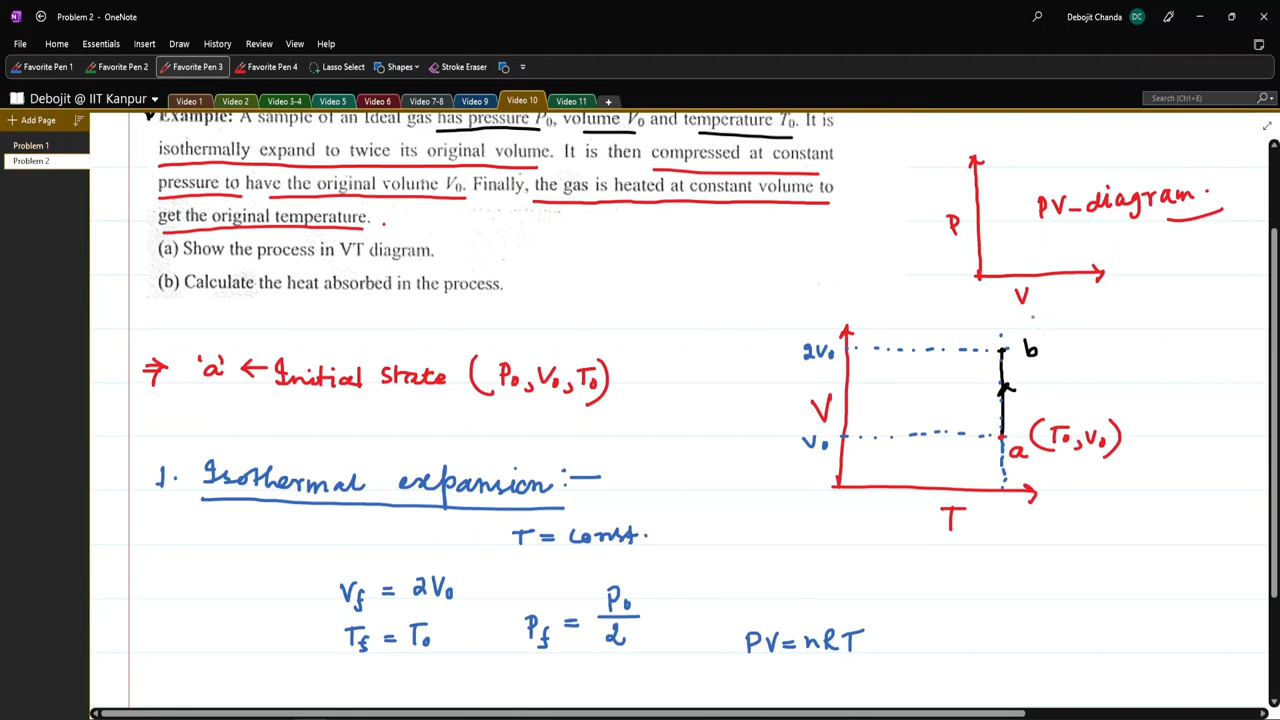 Problem 2 - OneNote
Debojit Chanda DC
File Home Essentials Insert Draw History Review View Help
Favorite Pen 1 Favorite Pen 2 Favorite Pen 3 Favorite Pen 4 Lasso Select Shapes Stroke Eraser
Debojit @ IIT Kanpur Video 1 Video 2 Video 3-4 Video 5 Video 6 Video 7-8 Video 9 Video 10 Video 11 Search (Ctrl+E)
Add Page
Problem 1
Problem 2
Example: A sample of an Ideal gas has pressure P₀, volume V₀ and temperature T₀. It is
isothermally expand to twice its original volume. It is then compressed at constant
pressure to have the original volume V₀. Finally, the gas is heated at constant volume to
get the original temperature.
(a) Show the process in VT diagram.
(b) Calculate the heat absorbed in the process.
P
PV-diagram.
V
⇒ 'a' ← Initial state (P₀, V₀, T₀)
2V₀
b
V
V₀
a (T₀, V₀)
T
1. Isothermal expansion :—
T = const.
V_f = 2V₀
T_f = T₀
P_f = P₀/2
PV = nRT